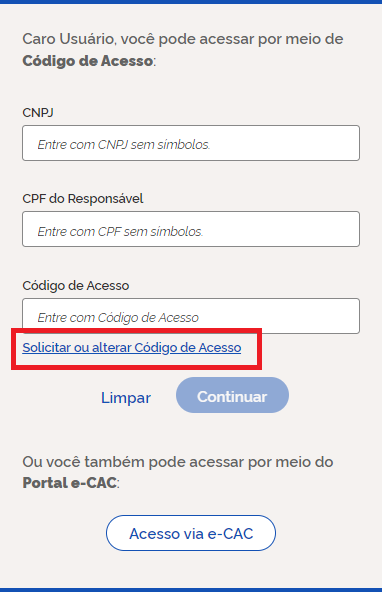 Caro Usuário, você pode acessar por meio de
Código de Acesso:
CNPJ
Entre com CNPJ sem símbolos.
CPF do Responsável
Entre com CPF sem símbolos.
Código de Acesso
Entre com Código de Acesso
Solicitar ou alterar Código de Acesso
Limpar
Continuar
Ou você também pode acessar por meio do
Portal e-CAC:
Acesso via e-CAC